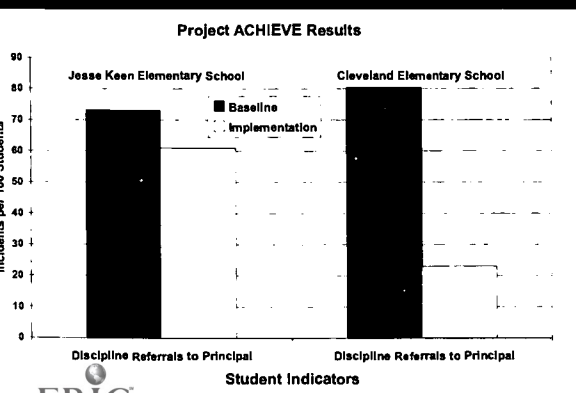 Project ACHIEVE Results
Jesse Keen Elementary School
Cleveland Elementary School
Baseline
Implementation
90
80
70
60
50
40
30
20
10
0
Incidents per 100 Students
Discipline Referrals to Principal
Discipline Referrals to Principal
Student Indicators
ERIC